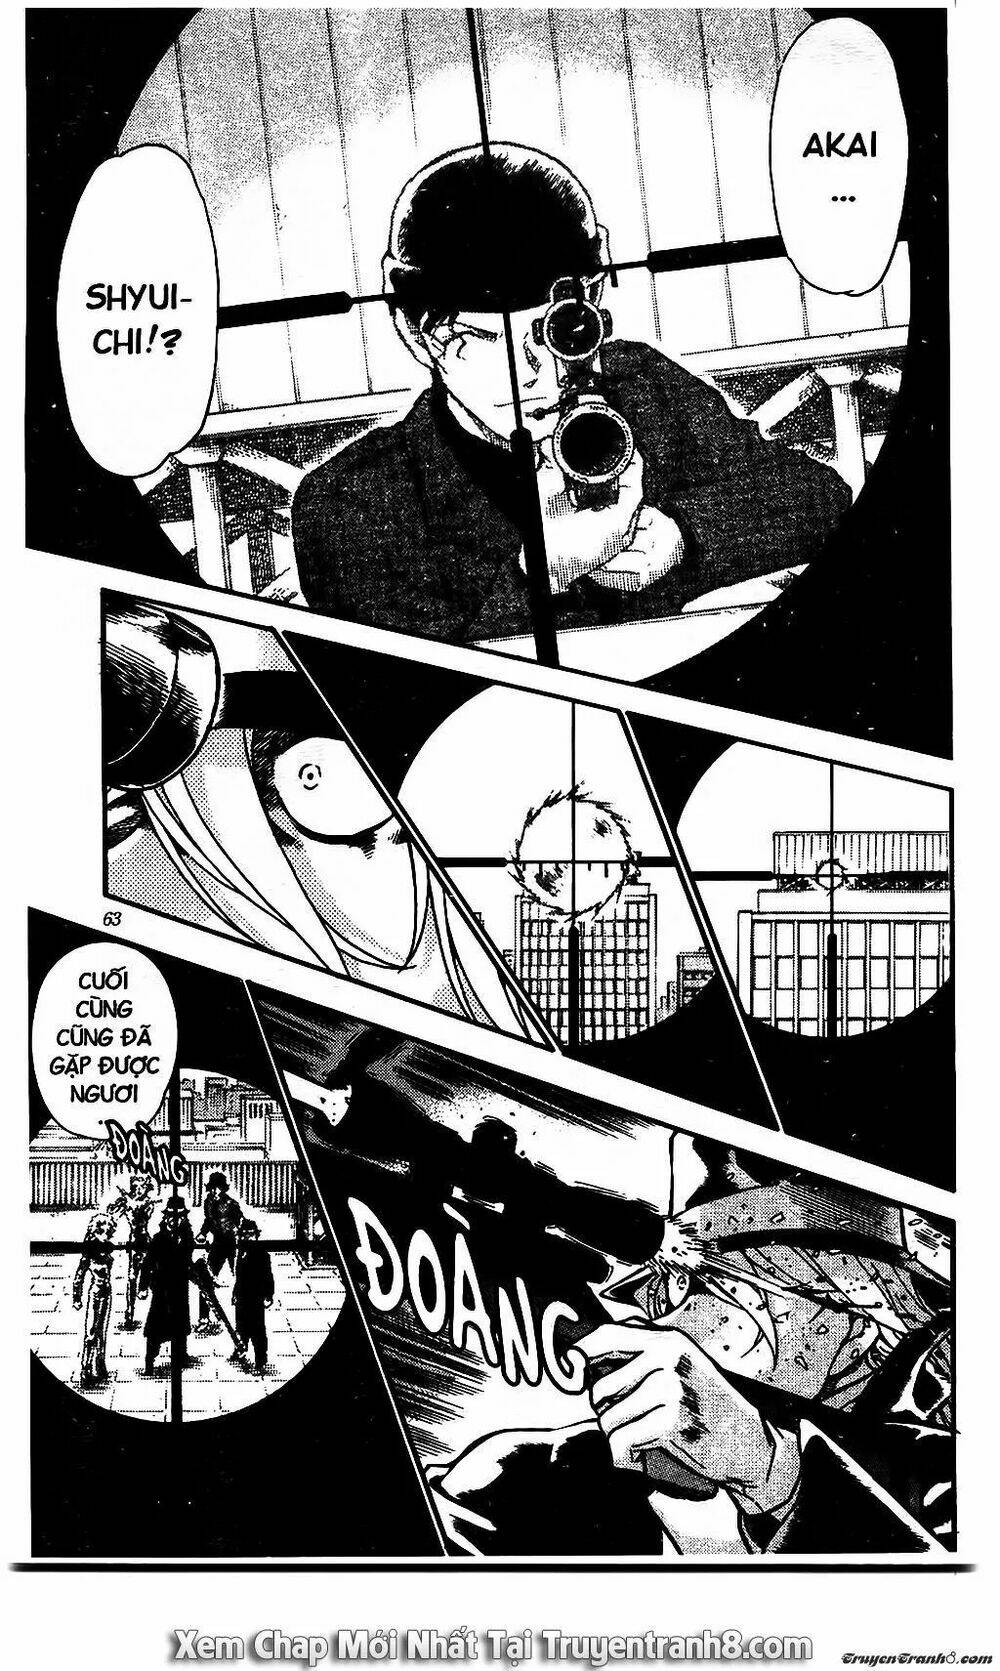 AKAI
...
SHYUI-
CHI!?
63
CUỐI
CÙNG
CŨNG ĐÃ
GẶP ĐƯỢC
NGƯƠI
ĐOÀNG
ĐOÀNG
Xem Chap Mới Nhất Tại Truyentranh8.com
TruyenTranh8.com